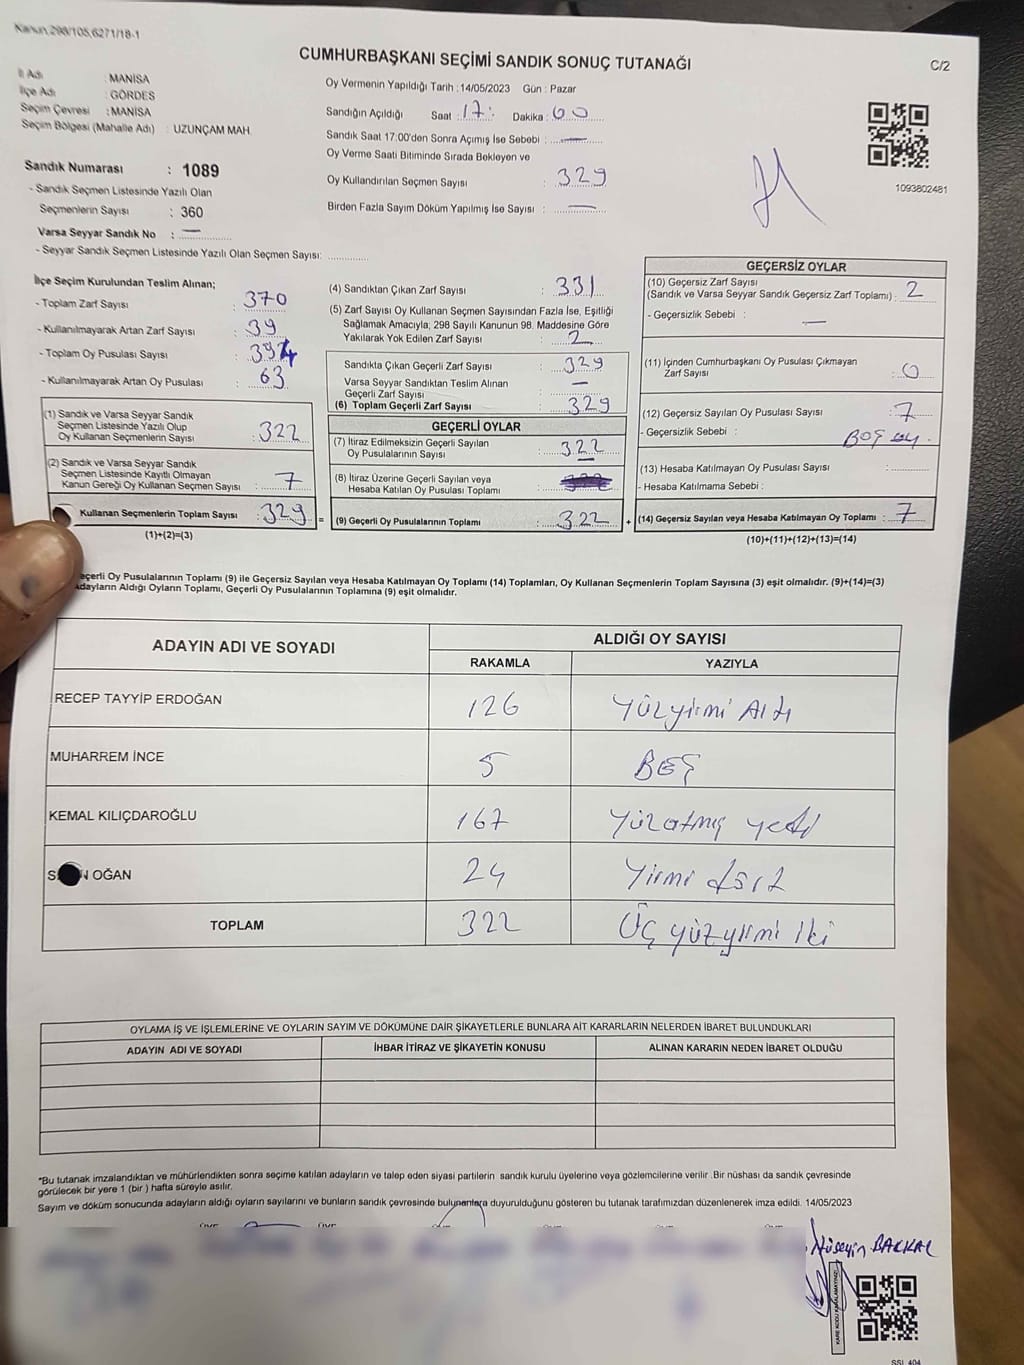 Kanun.298/105,6271/18-1
CUMHURBAŞKANI SEÇİMİ SANDIK SONUÇ TUTANAĞI
C/2
İl Adı : MANİSA
İlçe Adı : GÖRDES
Seçim Çevresi : MANİSA
Seçim Bölgesi (Mahalle Adı) : UZUNÇAM MAH.
Oy Vermenin Yapıldığı Tarih :14/05/2023 Gün : Pazar
Sandığın Açıldığı Saat : 17: Dakika : 00
Sandık Saat 17.00'den Sonra Açımış İse Sebebi : —
Oy Verme Saati Bitiminde Sırada Bekleyen ve
Oy Kullandırılan Seçmen Sayısı : 329
Birden Fazla Sayım Döküm Yapılmış İse Sayısı : —
1093802481
Sandık Numarası : 1089
- Sandık Seçmen Listesinde Yazılı Olan
Seçmenlerin Sayısı : 360
Varsa Seyyar Sandık No : —
- Seyyar Sandık Seçmen Listesinde Yazılı Olan Seçmen Sayısı: ..............
İlçe Seçim Kurulundan Teslim Alınan;
- Toplam Zarf Sayısı : 370
- Kullanılmayarak Artan Zarf Sayısı : 39
- Toplam Oy Pusulası Sayısı : 394
- Kullanılmayarak Artan Oy Pusulası : 63
(1) Sandık ve Varsa Seyyar Sandık
Seçmen Listesinde Yazılı Olup
Oy Kullanan Seçmenlerin Sayısı : 322
(2) Sandık ve Varsa Seyyar Sandık
Seçmen Listesinde Kayıtlı Olmayan
Kanun Gereği Oy Kullanan Seçmen Sayısı : 7
Kullanan Seçmenlerin Toplam Sayısı : 329 =
(1)+(2)=(3)
(4) Sandıktan Çıkan Zarf Sayısı : 331
(5) Zarf Sayısı Oy Kullanan Seçmen Sayısından Fazla İse, Eşitliği
Sağlamak Amacıyla; 298 Sayılı Kanunun 98. Maddesine Göre
Yakılarak Yok Edilen Zarf Sayısı : 2
Sandıkta Çıkan Geçerli Zarf Sayısı : 329
Varsa Seyyar Sandıktan Teslim Alınan
Geçerli Zarf Sayısı : —
(6) Toplam Geçerli Zarf Sayısı : 329
GEÇERLİ OYLAR
(7) İtiraz Edilmeksizin Geçerli Sayılan
Oy Pusulalarının Sayısı : 322
(8) İtiraz Üzerine Geçerli Sayılan veya
Hesaba Katılan Oy Pusulası Toplamı :
(9) Geçerli Oy Pusulalarının Toplamı : 322 +
GEÇERSİZ OYLAR
(10) Geçersiz Zarf Sayısı
(Sandık ve Varsa Seyyar Sandık Geçersiz Zarf Toplamı) : 2
- Geçersizlik Sebebi : —
(11) İçinden Cumhurbaşkanı Oy Pusulası Çıkmayan
Zarf Sayısı : 0
(12) Geçersiz Sayılan Oy Pusulası Sayısı : 7
- Geçersizlik Sebebi : BOŞ oy.
(13) Hesaba Katılmayan Oy Pusulası Sayısı : ..........
- Hesaba Katılmama Sebebi :
(14) Geçersiz Sayılan veya Hesaba Katılmayan Oy Toplamı : 7
(10)+(11)+(12)+(13)=(14)
Geçerli Oy Pusulalarının Toplamı (9) ile Geçersiz Sayılan veya Hesaba Katılmayan Oy Toplamı (14) Toplamları, Oy Kullanan Seçmenlerin Toplam Sayısına (3) eşit olmalıdır. (9)+(14)=(3)
Adayların Aldığı Oyların Toplamı, Geçerli Oy Pusulalarının Toplamına (9) eşit olmalıdır.
ADAYIN ADI VE SOYADI
ALDIĞI OY SAYISI
RAKAMLA YAZIYLA
RECEP TAYYİP ERDOĞAN 126 Yüzyirmi Altı
MUHARREM İNCE 5 BEŞ
KEMAL KILIÇDAROĞLU 167 Yüzatmış yedi
S N OĞAN 24 Yirmi dört
TOPLAM 322 Üç yüzyirmi iki
OYLAMA İŞ VE İŞLEMLERİNE VE OYLARIN SAYIM VE DÖKÜMÜNE DAİR ŞİKAYETLERLE BUNLARA AİT KARARLARIN NELERDEN İBARET BULUNDUKLARI
ADAYIN ADI VE SOYADI İHBAR İTİRAZ VE ŞİKAYETİN KONUSU ALINAN KARARIN NEDEN İBARET OLDUĞU
"Bu tutanak imzalandıktan ve mühürlendikten sonra seçime katılan adayların ve talep eden siyasi partilerin sandık kurulu üyelerine veya gözlemcilerine verilir .Bir nüshası da sandık çevresinde
görülecek bir yere 1 (bir ) hafta süreyle asılır.
Sayım ve döküm sonucunda adayların aldığı oyların sayılarını ve bunların sandık çevresinde bulunanlara duyurulduğunu gösteren bu tutanak tarafımızdan düzenlenerek imza edildi. 14/05/2023
Hüseyin BAKKAL
KARE KODU KARALAMAYINIZ!
SSI_404